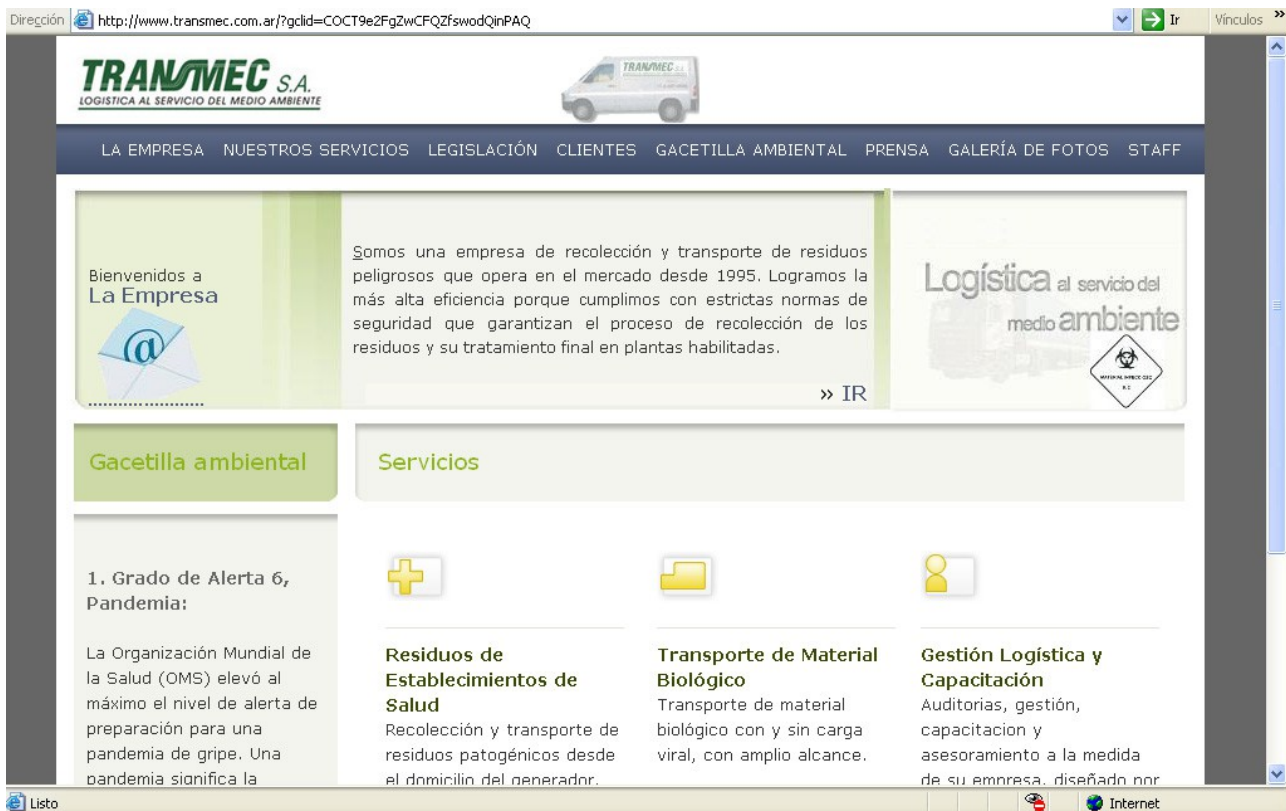 Dirección http://www.transmec.com.ar/?gclid=COCT9e2FgZwCFQZfswodQinPAQ Ir Vínculos »
TRANSMEC S.A.
LOGISTICA AL SERVICIO DEL MEDIO AMBIENTE
TRANSMEC
LA EMPRESA NUESTROS SERVICIOS LEGISLACIÓN CLIENTES GACETILLA AMBIENTAL PRENSA GALERÍA DE FOTOS STAFF
Bienvenidos a
La Empresa
@
Somos una empresa de recolección y transporte de residuos
peligrosos que opera en el mercado desde 1995. Logramos la
más alta eficiencia porque cumplimos con estrictas normas de
seguridad que garantizan el proceso de recolección de los
residuos y su tratamiento final en plantas habilitadas.
» IR
Logística al servicio del
medio ambiente
Gacetilla ambiental
1. Grado de Alerta 6,
Pandemia:
La Organización Mundial de
la Salud (OMS) elevó al
máximo el nivel de alerta de
preparación para una
pandemia de gripe. Una
pandemia significa la
Servicios
Residuos de
Establecimientos de
Salud
Recolección y transporte de
residuos patogénicos desde
el domicilio del generador.
Transporte de Material
Biológico
Transporte de material
biológico con y sin carga
viral, con amplio alcance.
Gestión Logística y
Capacitación
Auditorias, gestión,
capacitacion y
asesoramiento a la medida
de su empresa, diseñado por
Listo Internet